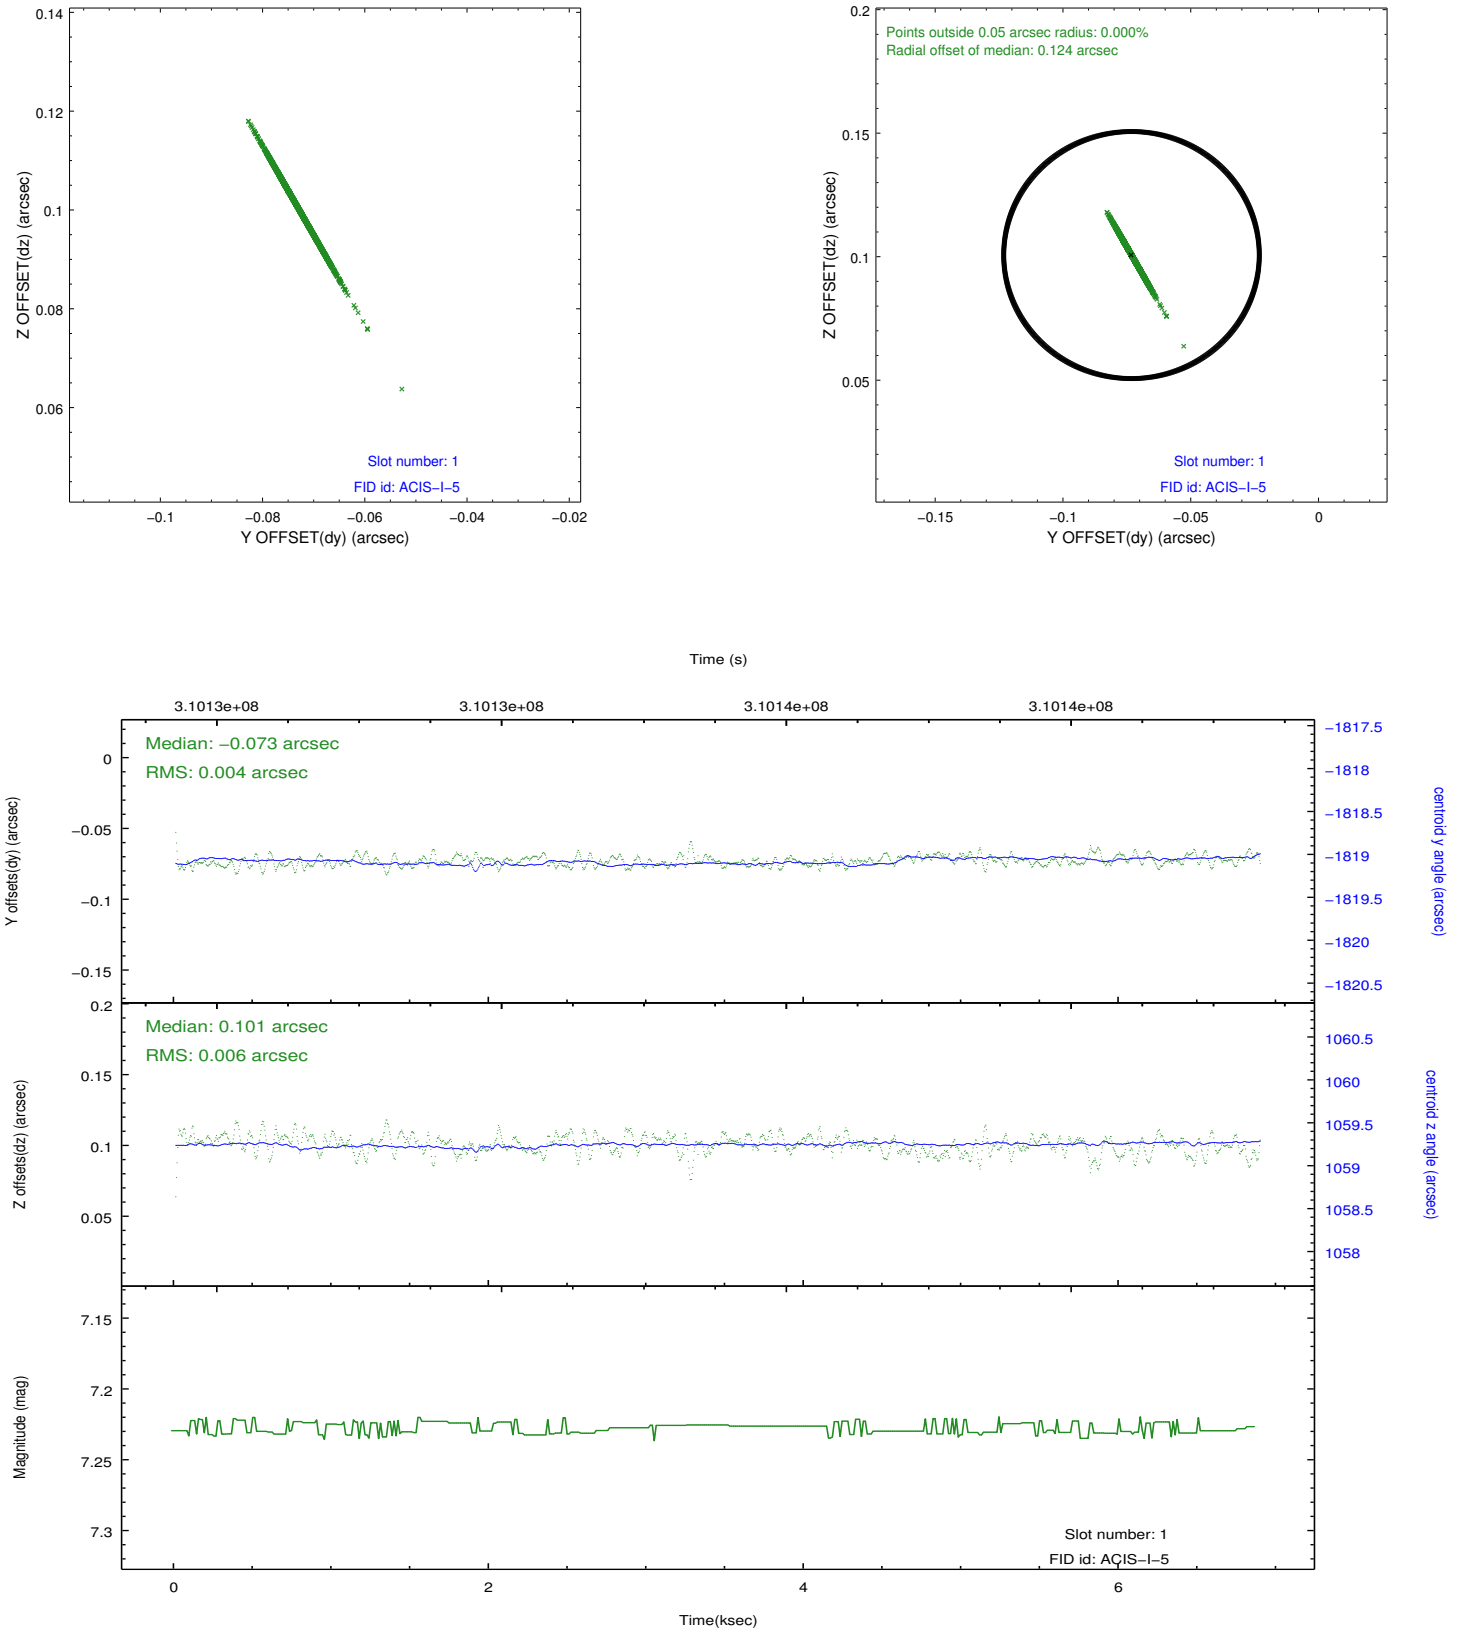 0.14
0.12
0.1
0.08
0.06
Z OFFSET(dz) (arcsec)
Slot number: 1
FID id: ACIS−I−5
−0.1
−0.08
−0.06
−0.04
−0.02
Y OFFSET(dy) (arcsec)
0.2
0.15
0.1
0.05
Z OFFSET(dz) (arcsec)
Points outside 0.05 arcsec radius: 0.000%
Radial offset of median: 0.124 arcsec
Slot number: 1
FID id: ACIS−I−5
−0.15
−0.1
−0.05
0
Y OFFSET(dy) (arcsec)
Time (s)
3.1013e+08
3.1013e+08
3.1014e+08
3.1014e+08
Median: −0.073 arcsec
RMS: 0.004 arcsec
0
−0.05
−0.1
−0.15
Y offsets(dy) (arcsec)
−1817.5
−1818
−1818.5
−1819
−1819.5
−1820
−1820.5
centroid y angle (arcsec)
Median: 0.101 arcsec
RMS: 0.006 arcsec
0.2
0.15
0.1
0.05
Z offsets(dz) (arcsec)
1060.5
1060
1059.5
1059
1058.5
1058
centroid z angle (arcsec)
7.15
7.2
7.25
7.3
Magnitude (mag)
Slot number: 1
FID id: ACIS−I−5
0
2
4
6
Time(ksec)